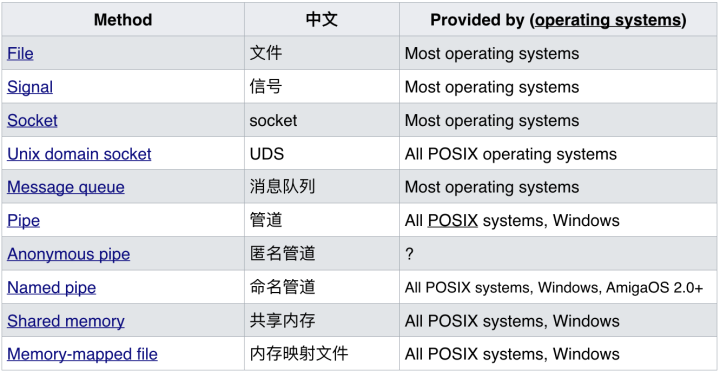 Method 中文 Provided by (operating systems)
File 文件 Most operating systems
Signal 信号 Most operating systems
Socket socket Most operating systems
Unix domain socket UDS All POSIX operating systems
Message queue 消息队列 Most operating systems
Pipe 管道 All POSIX systems, Windows
Anonymous pipe 匿名管道 ?
Named pipe 命名管道 All POSIX systems, Windows, AmigaOS 2.0+
Shared memory 共享内存 All POSIX systems, Windows
Memory-mapped file 内存映射文件 All POSIX systems, Windows